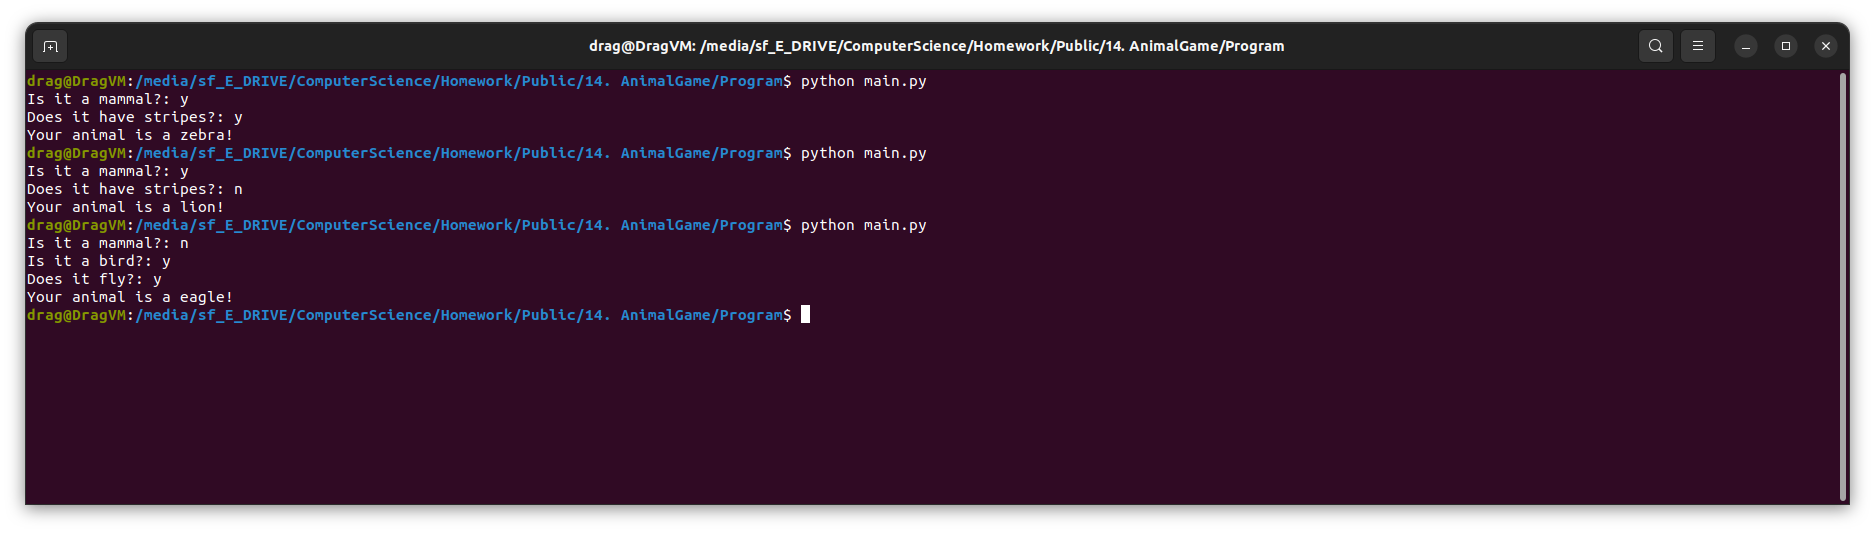 drag@DragVM: /media/sf_E_DRIVE/ComputerScience/Homework/Public/14. AnimalGame/Program
drag@DragVM:/media/sf_E_DRIVE/ComputerScience/Homework/Public/14. AnimalGame/Program$ python main.py
Is it a mammal?: y
Does it have stripes?: y
Your animal is a zebra!
drag@DragVM:/media/sf_E_DRIVE/ComputerScience/Homework/Public/14. AnimalGame/Program$ python main.py
Is it a mammal?: y
Does it have stripes?: n
Your animal is a lion!
drag@DragVM:/media/sf_E_DRIVE/ComputerScience/Homework/Public/14. AnimalGame/Program$ python main.py
Is it a mammal?: n
Is it a bird?: y
Does it fly?: y
Your animal is a eagle!
drag@DragVM:/media/sf_E_DRIVE/ComputerScience/Homework/Public/14. AnimalGame/Program$